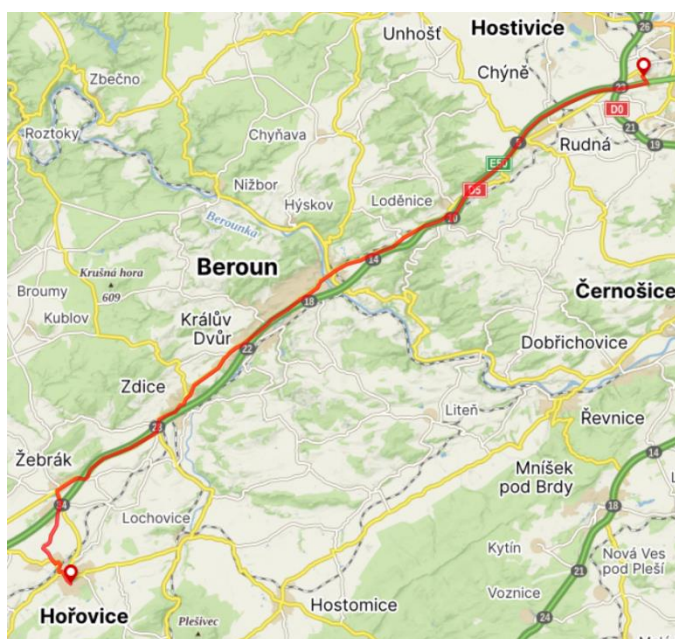 Hostivice
26
Unhošť
Chýně
Zbečno
23
D0
Roztoky
Chyňava
21
19
Rudná
E50
Nižbor
D5
Loděnice
Hýskov
10
Berounka
14
Beroun
Krušná hora
609
Broumy
Černošice
18
Kublov
Králův
Dvůr
22
Dobřichovice
Zdice
Liteň
Řevnice
Žebrák
14
Mníšek
pod Brdy
34
18
Lochovice
Kytín
Nová Ves
pod Pleší
21
Voznice
Hořovice
Hostomice
24
Plešivec